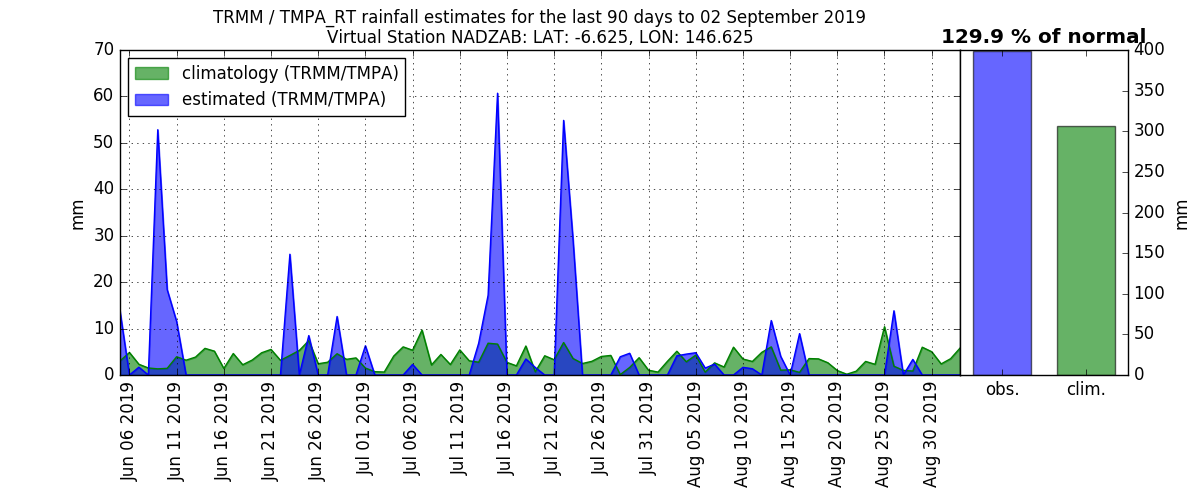 TRMM / TMPA_RT rainfall estimates for the last 90 days to 02 September 2019
Virtual Station NADZAB: LAT: -6.625, LON: 146.625
129.9 % of normal
climatology (TRMM/TMPA)
estimated (TRMM/TMPA)
70
60
50
40
30
20
10
0
mm
Jun 06 2019
Jun 11 2019
Jun 16 2019
Jun 21 2019
Jun 26 2019
Jul 01 2019
Jul 06 2019
Jul 11 2019
Jul 16 2019
Jul 21 2019
Jul 26 2019
Jul 31 2019
Aug 05 2019
Aug 10 2019
Aug 15 2019
Aug 20 2019
Aug 25 2019
Aug 30 2019
400
350
300
250
200
150
100
50
0
mm
obs.
clim.